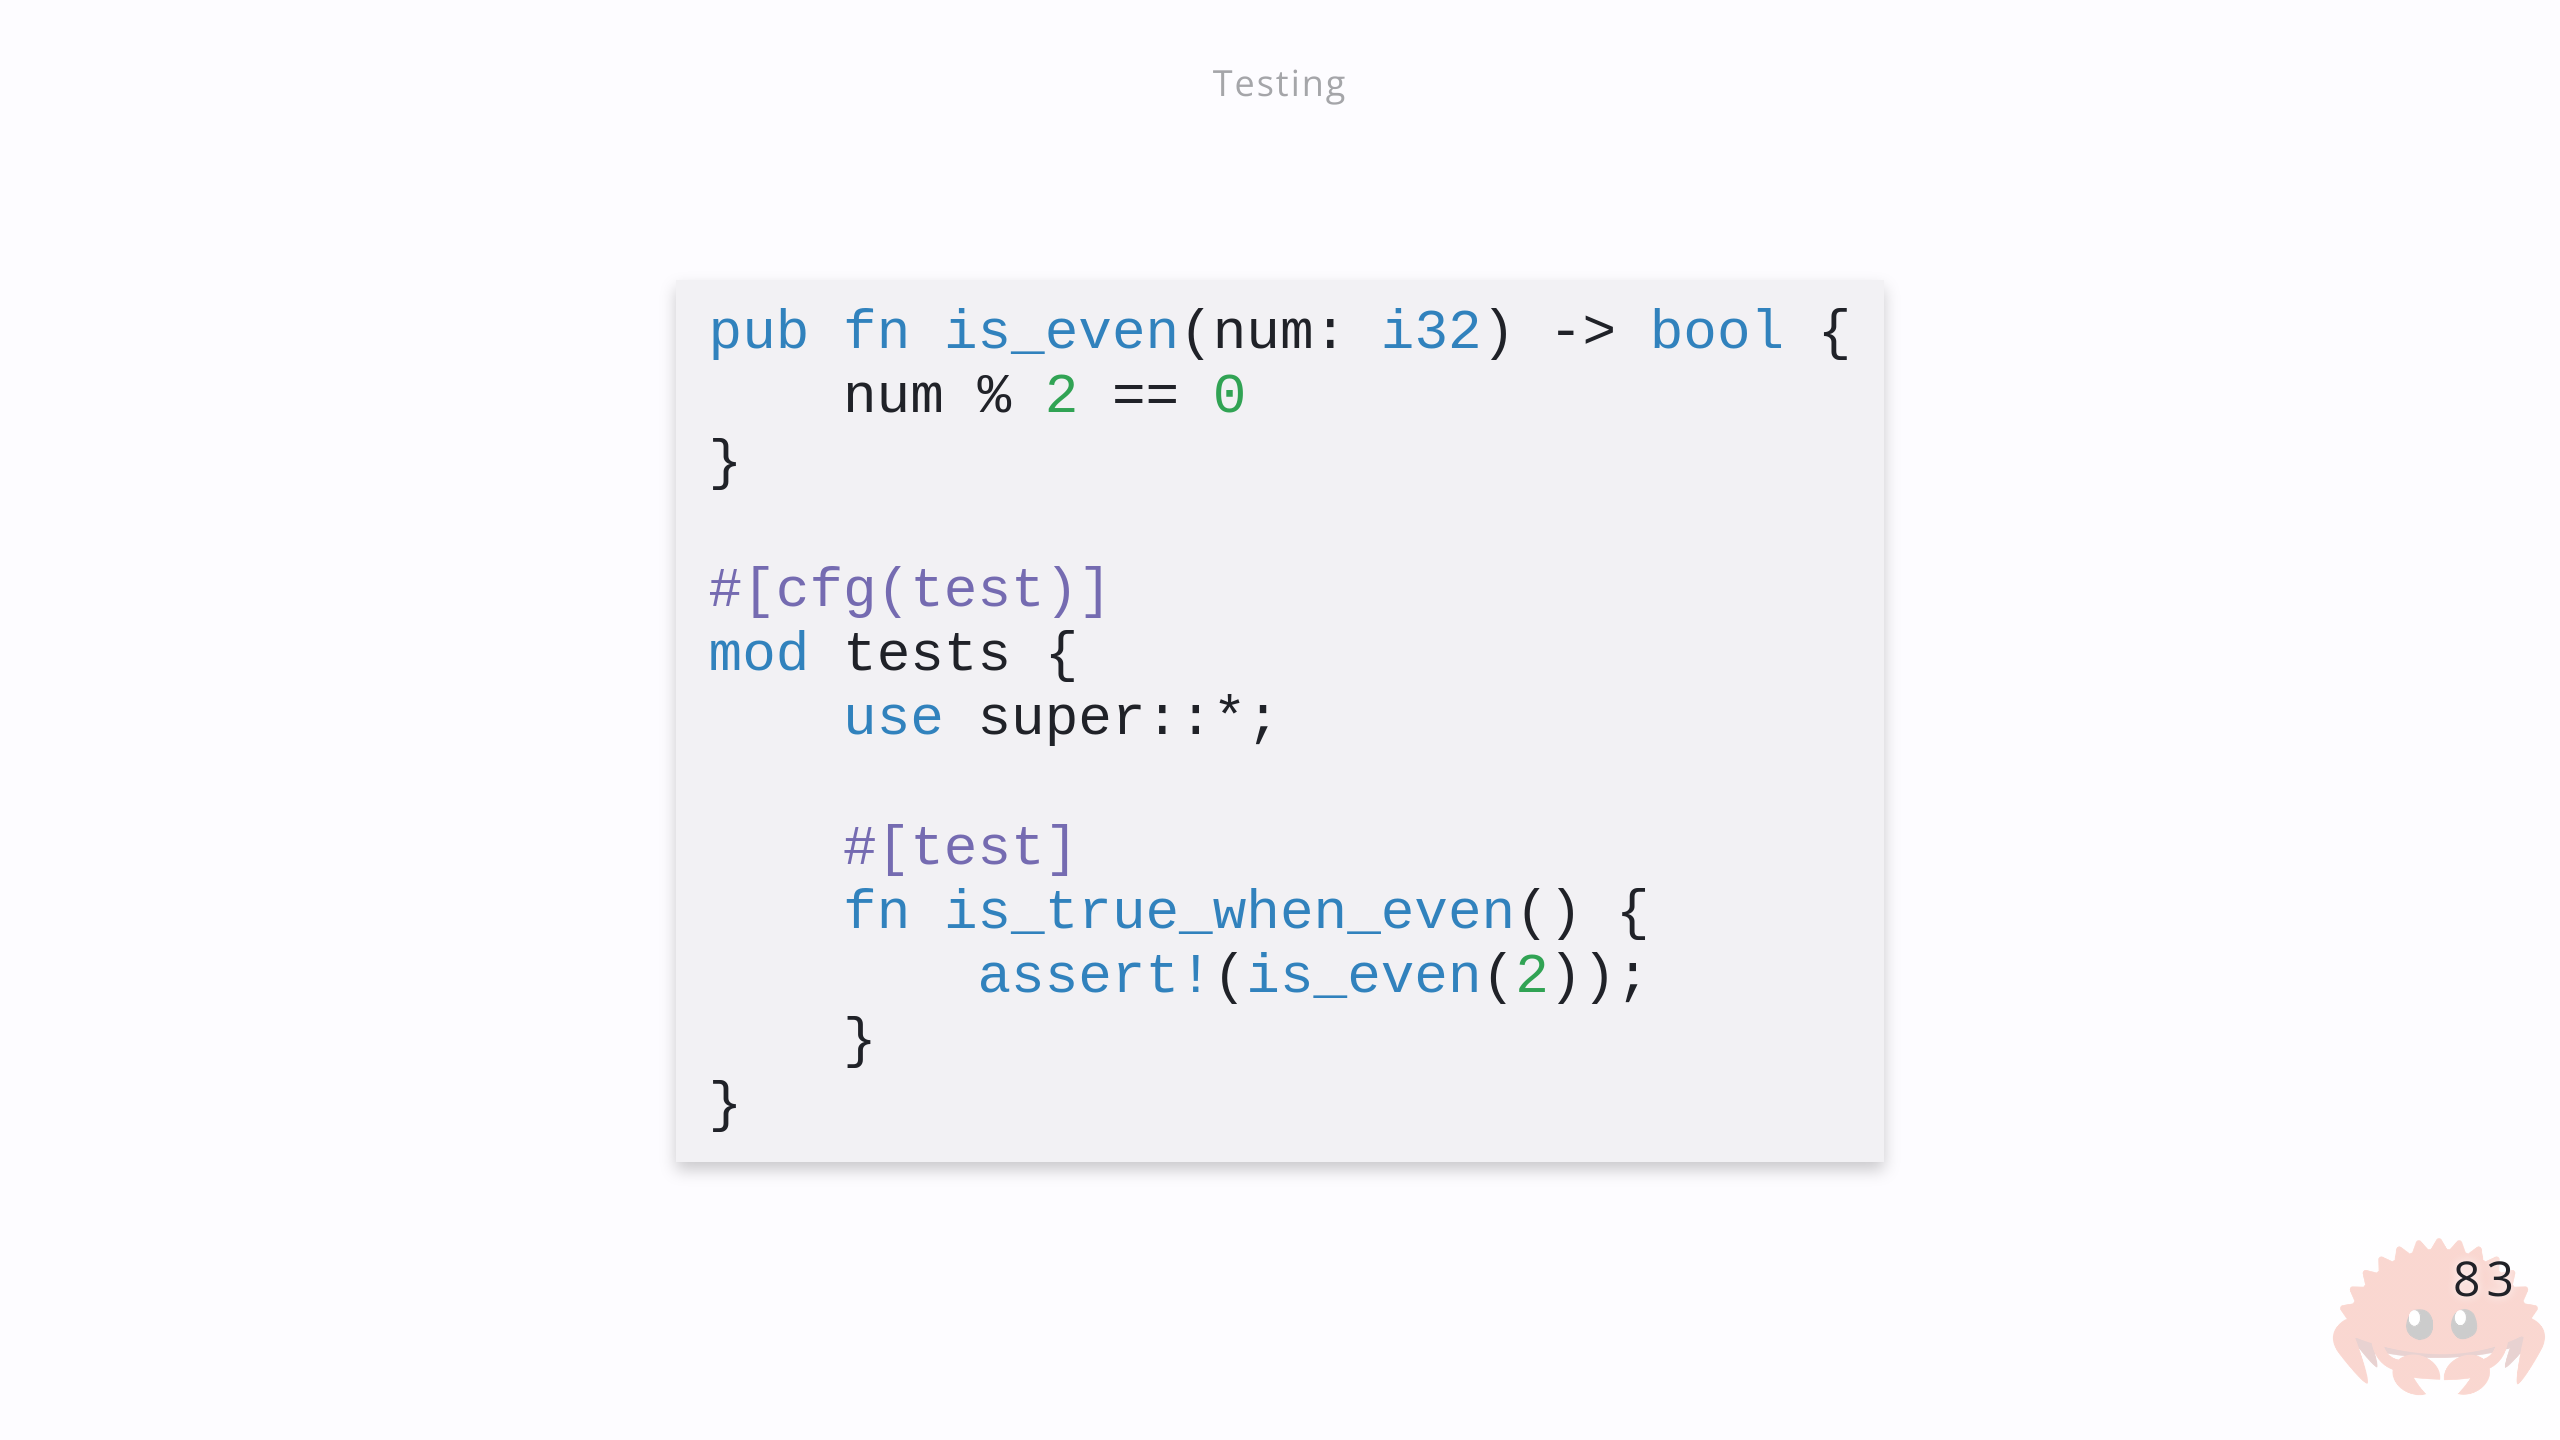 Testing
pub fn is_even(num: i32) -> bool {
    num % 2 == 0
}
#[cfg(test)]
mod tests {
    use super::*;
    #[test]
    fn is_true_when_even() {
        assert!(is_even(2));
    }
}
83